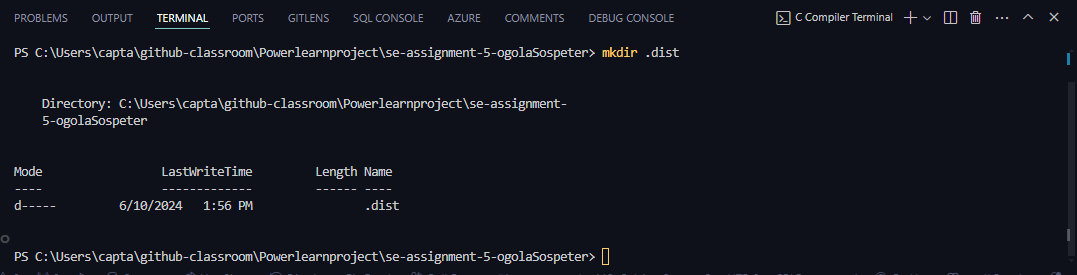 PROBLEMS OUTPUT TERMINAL PORTS GITLENS SQL CONSOLE AZURE COMMENTS DEBUG CONSOLE C Compiler Terminal
PS C:\Users\capta\github-classroom\Powerlearnproject\se-assignment-5-ogolaSospeter> mkdir .dist
Directory: C:\Users\capta\github-classroom\Powerlearnproject\se-assignment-
5-ogolaSospeter
Mode LastWriteTime Length Name
---- ------------- ------ ----
d----- 6/10/2024 1:56 PM .dist
PS C:\Users\capta\github-classroom\Powerlearnproject\se-assignment-5-ogolaSospeter>